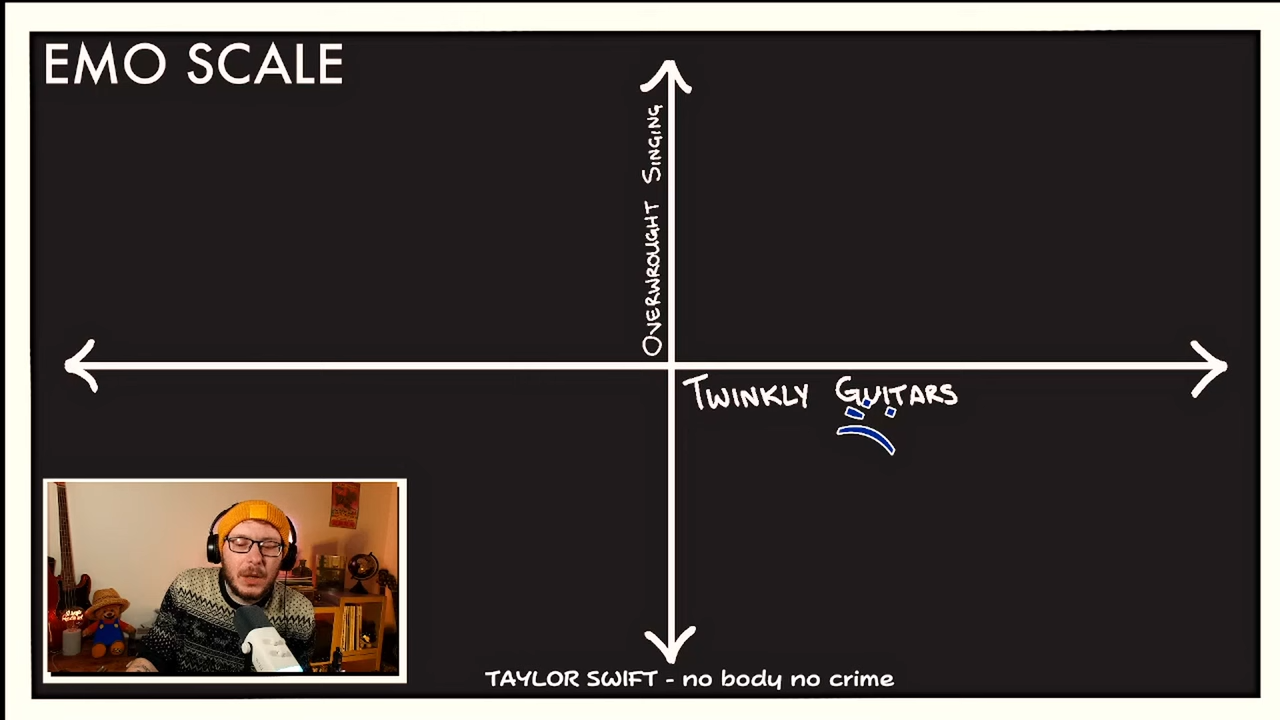 EMO SCALE
OVERWROUGHT SINGING
TWINKLY GUITARS
TAYLOR SWIFT - no body no crime